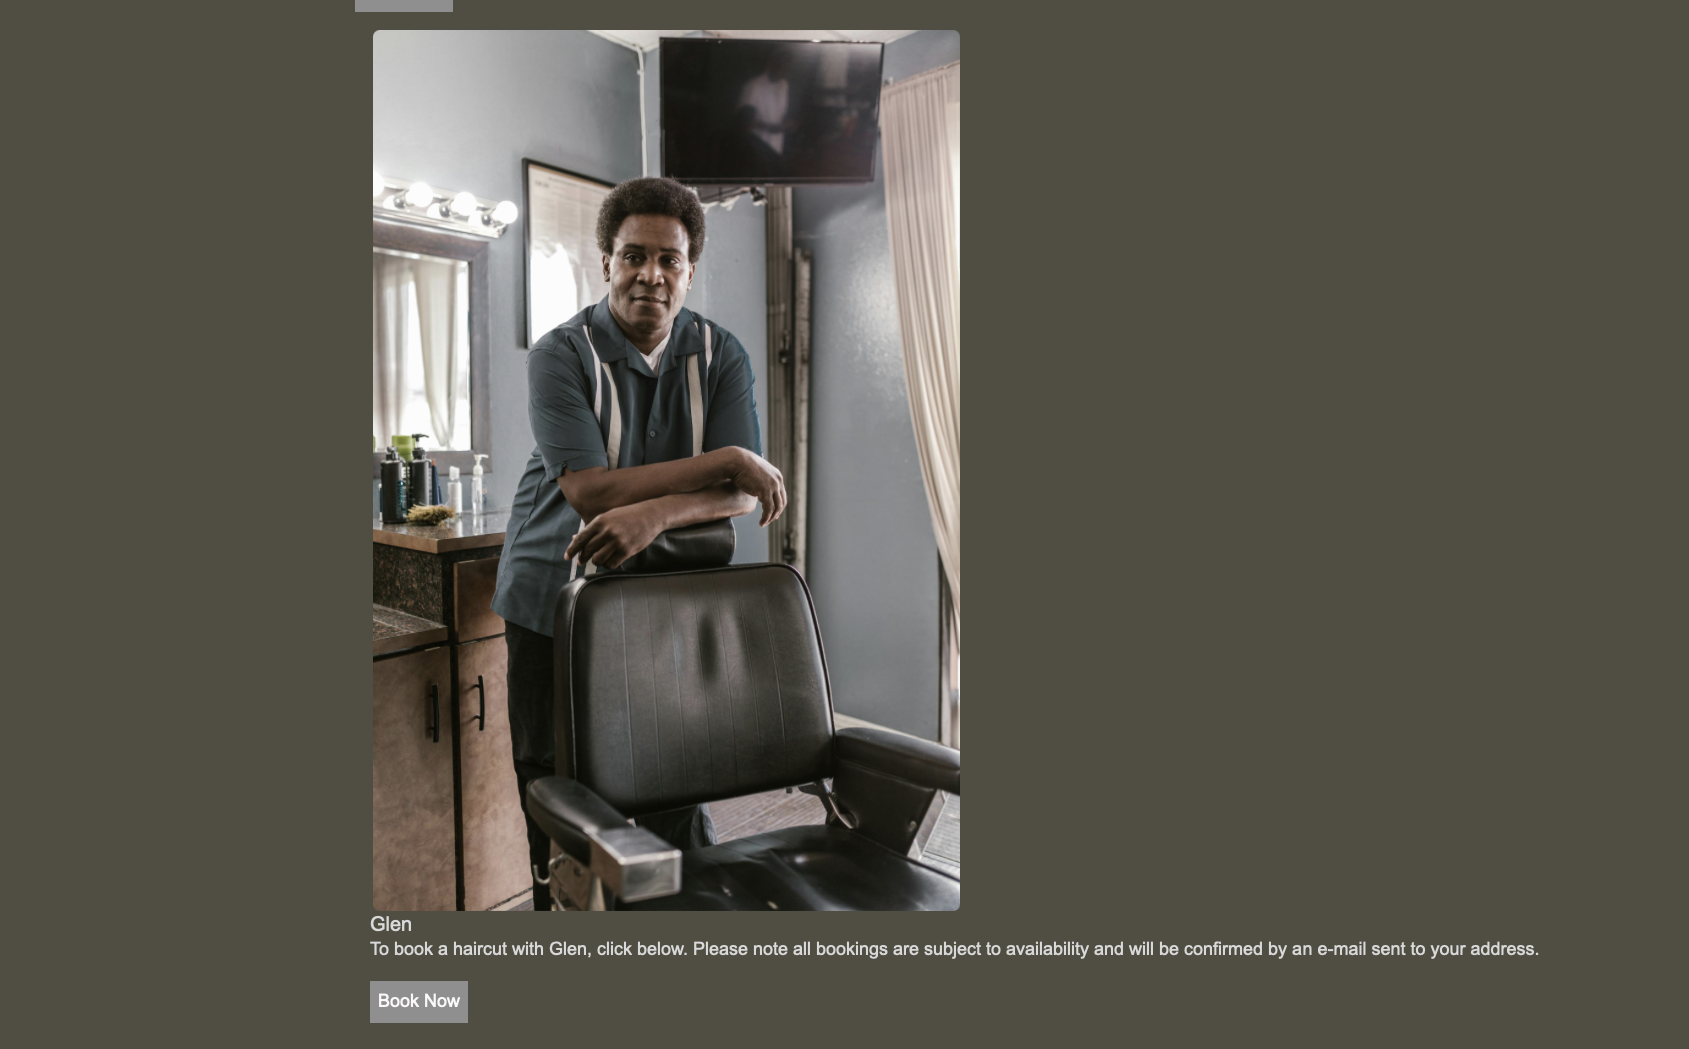 Glen
To book a haircut with Glen, click below. Please note all bookings are subject to availability and will be confirmed by an e-mail sent to your address.
Book Now